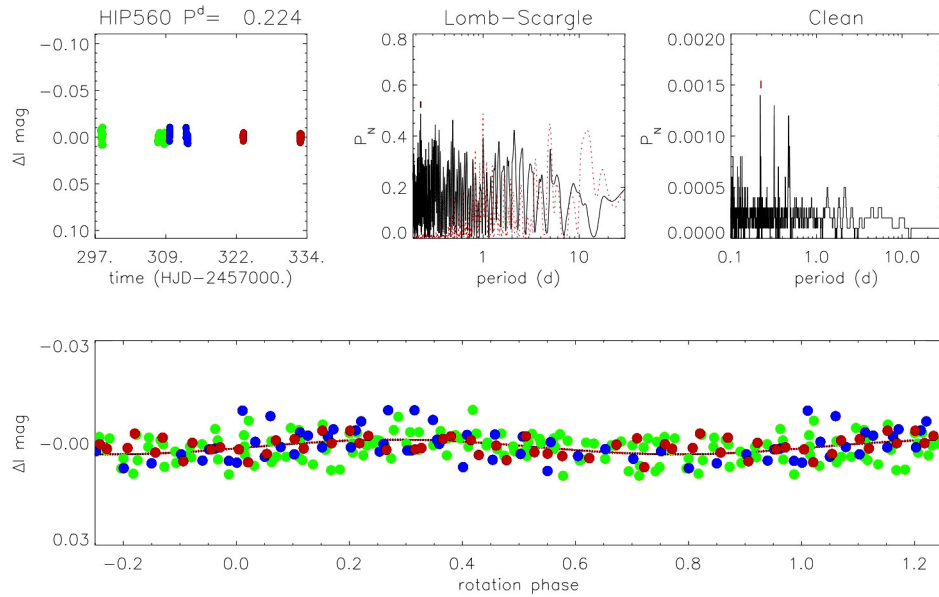 HIP560 P^d= 0.224
-0.10
-0.05
0.00
0.05
0.10
ΔI mag
297. 309. 322. 334.
time (HJD-2457000.)
Lomb-Scargle
0.8
0.6
0.4
0.2
0.0
P_N
1 10
period (d)
Clean
0.0020
0.0015
0.0010
0.0005
0.0000
P_N
0.1 1.0 10.0
period (d)
-0.03
-0.00
0.03
ΔI mag
-0.2 0.0 0.2 0.4 0.6 0.8 1.0 1.2
rotation phase